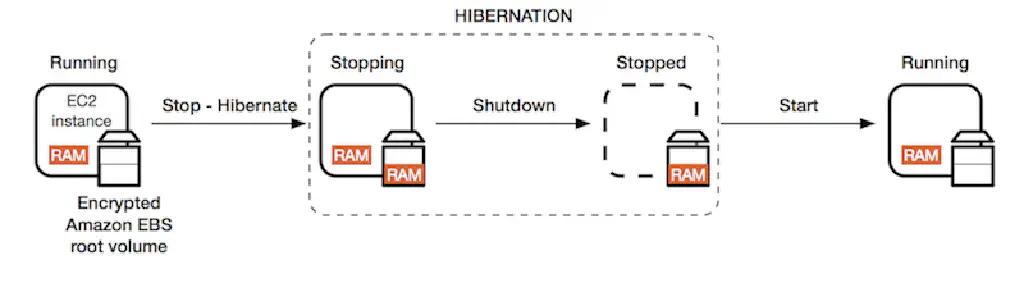 HIBERNATION
Running
Stopping
Stopped
Running
EC2
instance
Stop - Hibernate
Shutdown
Start
RAM
RAM
RAM
RAM
RAM
Encrypted
Amazon EBS
root volume